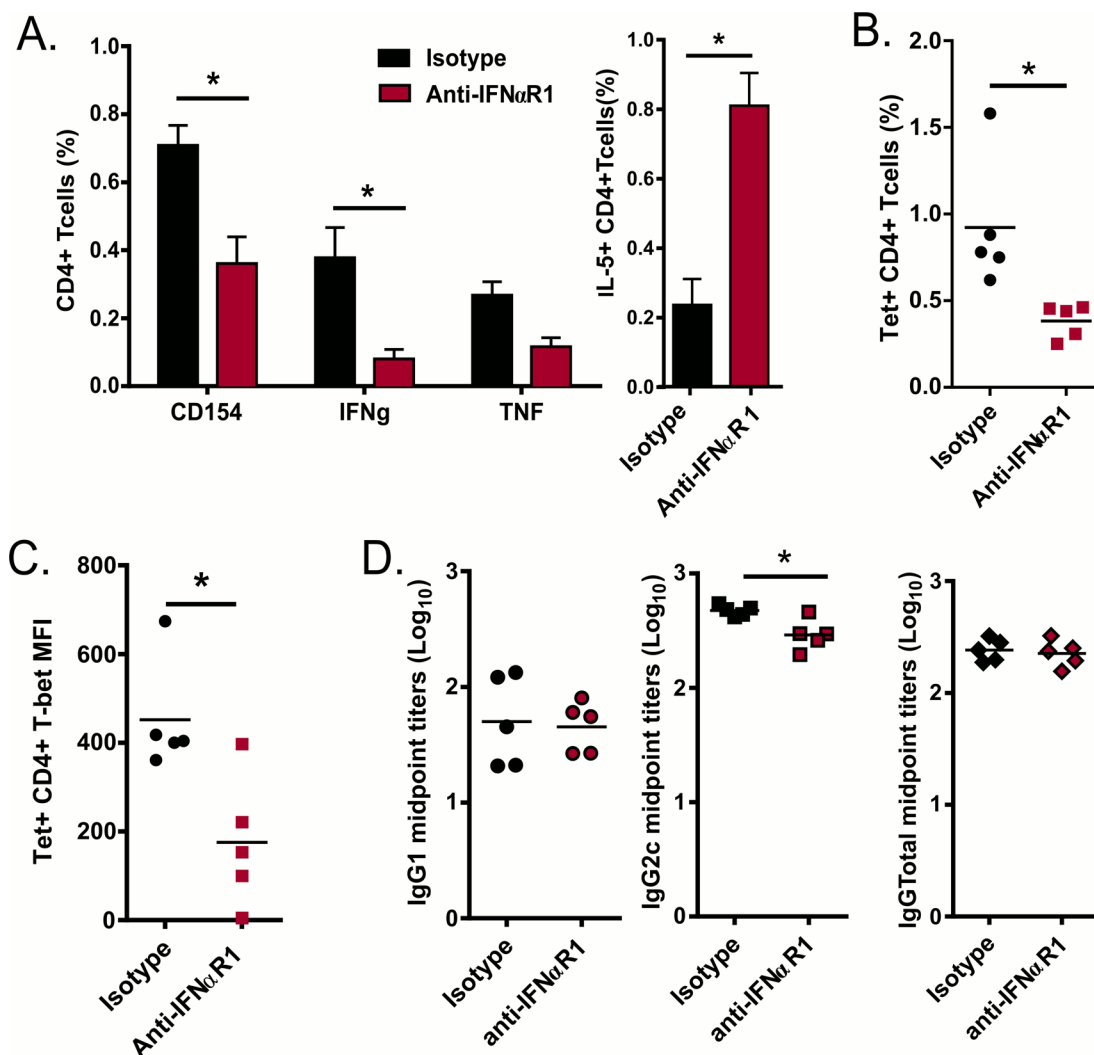 A.
CD4+ Tcells (%)
1.0
0.8
0.6
0.4
0.2
0.0
*
*
Isotype
Anti-IFNαR1
CD154
IFNg
TNF
IL-5+ CD4+Tcells(%)
1.0
0.8
0.6
0.4
0.2
0.0
*
Isotype
Anti-IFNαR1
B.
Tet+ CD4+ Tcells (%)
2.0
1.5
1.0
0.5
0.0
*
Isotype
Anti-IFNαR1
C.
Tet+ CD4+ T-bet MFI
800
600
400
200
0
*
Isotype
Anti-IFNαR1
D.
IgG1 midpoint titers (Log10)
3
2
1
0
Isotype
anti-IFNαR1
IgG2c midpoint titers (Log10)
3
2
1
0
*
Isotype
anti-IFNαR1
IgGTotal midpoint titers (Log10)
3
2
1
0
Isotype
anti-IFNαR1